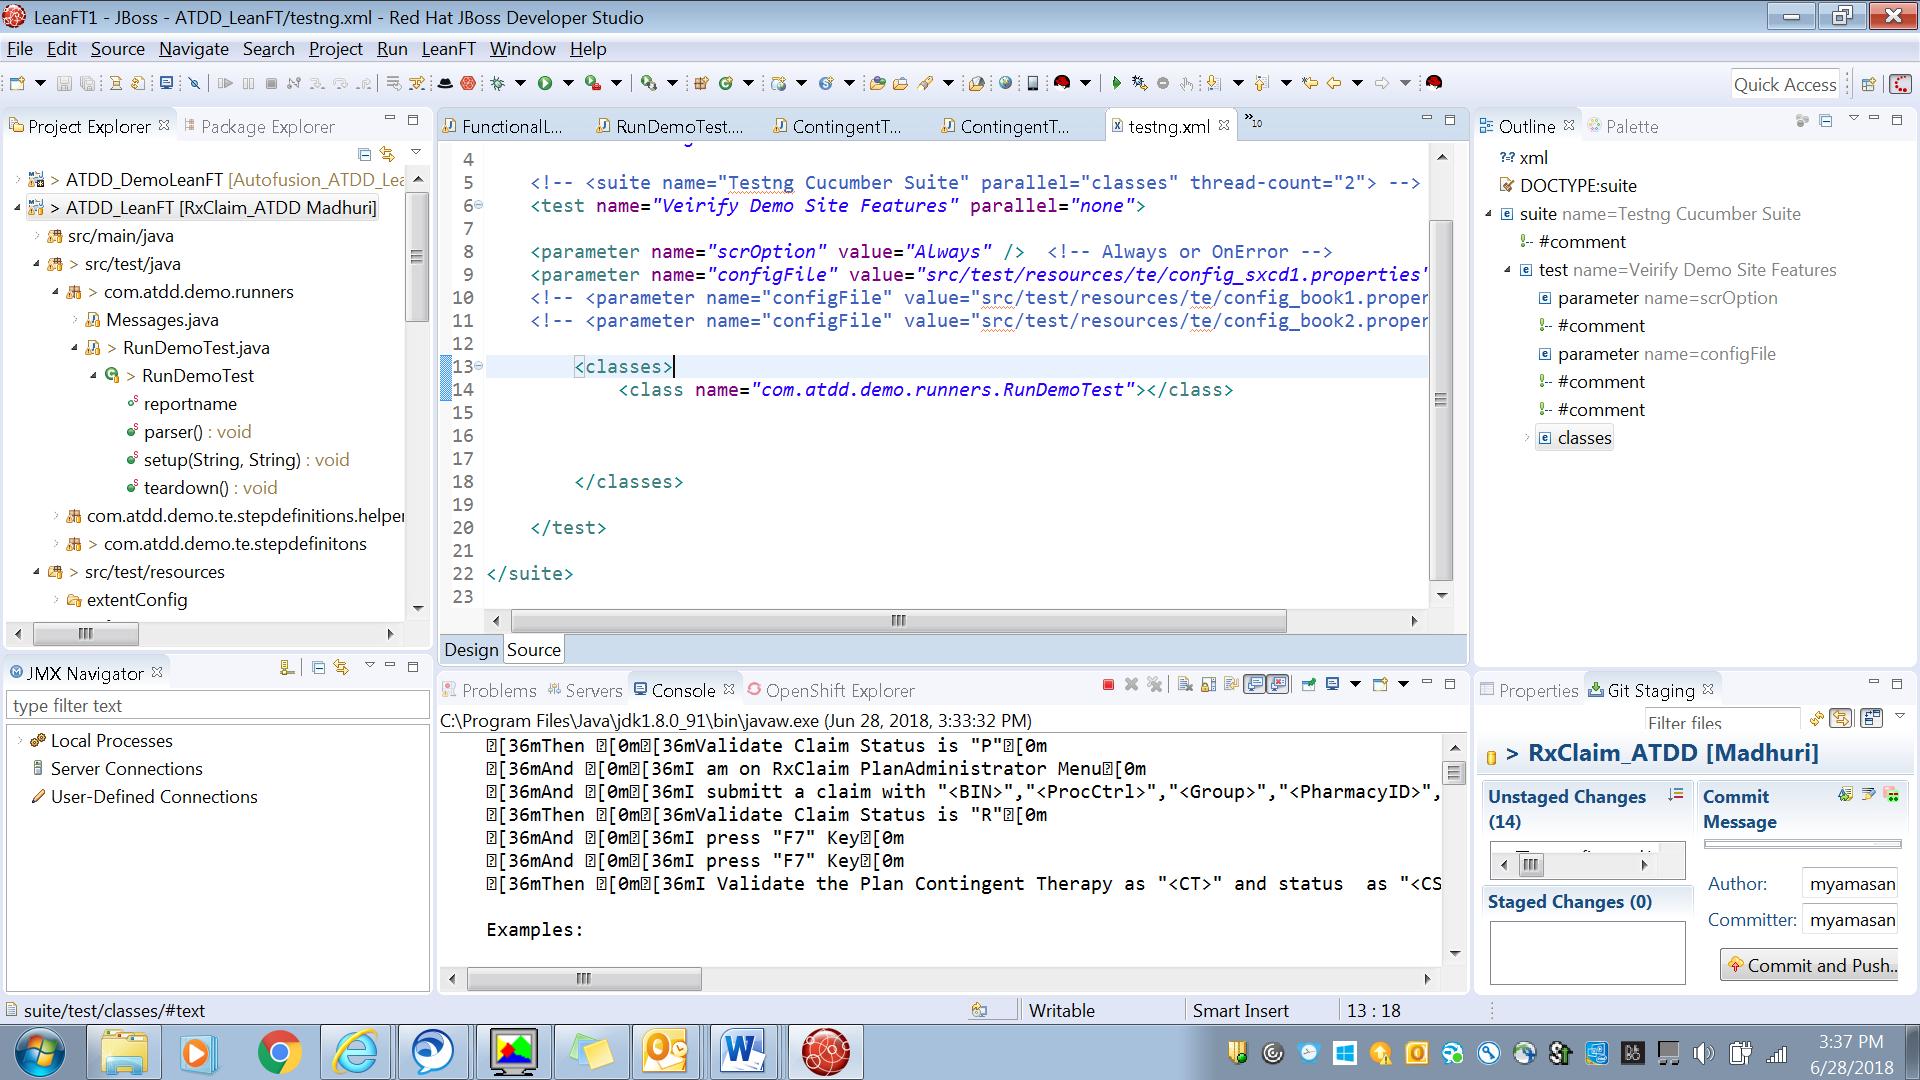 LeanFT1 - JBoss - ATDD_LeanFT/testng.xml - Red Hat JBoss Developer Studio
File Edit Source Navigate Search Project Run LeanFT Window Help
Quick Access
Project Explorer
Package Explorer
> ATDD_DemoLeanFT [Autofusion_ATDD_Lea
> ATDD_LeanFT [RxClaim_ATDD Madhuri]
src/main/java
> src/test/java
> com.atdd.demo.runners
Messages.java
> RunDemoTest.java
> RunDemoTest
reportname
parser() : void
setup(String, String) : void
teardown() : void
com.atdd.demo.te.stepdefinitions.helper
> com.atdd.demo.te.stepdefinitons
> src/test/resources
extentConfig
FunctionalL...
RunDemoTest....
ContingentT...
ContingentT...
testng.xml
»10
4
5 <!-- <suite name="Testng Cucumber Suite" parallel="classes" thread-count="2"> -->
6 <test name="Veirify Demo Site Features" parallel="none">
7
8 <parameter name="scrOption" value="Always" /> <!-- Always or OnError -->
9 <parameter name="configFile" value="src/test/resources/te/config_sxcd1.properties"
10 <!-- <parameter name="configFile" value="src/test/resources/te/config_book1.proper
11 <!-- <parameter name="configFile" value="src/test/resources/te/config_book2.proper
12
13 <classes>
14 <class name="com.atdd.demo.runners.RunDemoTest"></class>
15
16
17
18 </classes>
19
20 </test>
21
22 </suite>
23
Design Source
Outline
Palette
?-? xml
DOCTYPE:suite
suite name=Testng Cucumber Suite
#comment
test name=Veirify Demo Site Features
parameter name=scrOption
#comment
parameter name=configFile
#comment
#comment
classes
JMX Navigator
type filter text
Local Processes
Server Connections
User-Defined Connections
Problems
Servers
Console
OpenShift Explorer
C:\Program Files\Java\jdk1.8.0_91\bin\javaw.exe (Jun 28, 2018, 3:33:32 PM)
[36mThen [0m[36mValidate Claim Status is "P"[0m
[36mAnd [0m[36mI am on RxClaim PlanAdministrator Menu[0m
[36mAnd [0m[36mI submitt a claim with "<BIN>","<ProcCtrl>","<Group>","<PharmacyID>",
[36mThen [0m[36mValidate Claim Status is "R"[0m
[36mAnd [0m[36mI press "F7" Key[0m
[36mAnd [0m[36mI press "F7" Key[0m
[36mThen [0m[36mI Validate the Plan Contingent Therapy as "<CT>" and status as "<CS
Examples:
Properties
Git Staging
Filter files
> RxClaim_ATDD [Madhuri]
Unstaged Changes (14)
Staged Changes (0)
Commit Message
Author: myamasan
Committer: myamasan
Commit and Push...
suite/test/classes/#text
Writable
Smart Insert
13 : 18
3:37 PM
6/28/2018